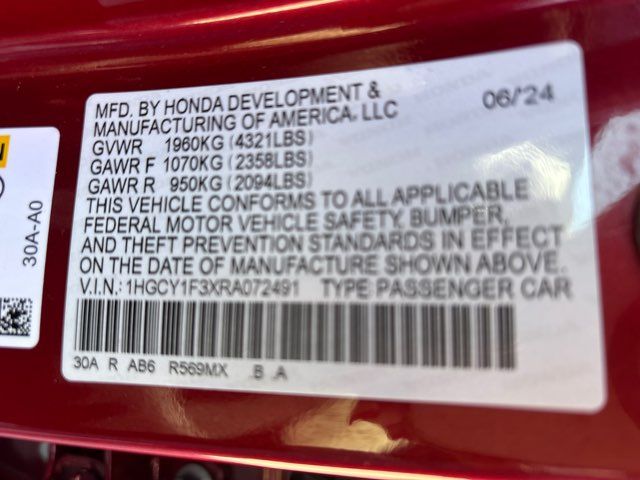 MFD. BY HONDA DEVELOPMENT & 06/24
MANUFACTURING OF AMERICA, LLC
GVWR 1960KG (4321LBS)
GAWR F 1070KG (2358LBS)
GAWR R 950KG (2094LBS)
THIS VEHICLE CONFORMS TO ALL APPLICABLE
FEDERAL MOTOR VEHICLE SAFETY, BUMPER,
AND THEFT PREVENTION STANDARDS IN EFFECT
ON THE DATE OF MANUFACTURE SHOWN ABOVE.
V.I.N.: 1HGCY1F3XRA072491 TYPE PASSENGER CAR
30A R AB6 R569MX B A
30A-A0